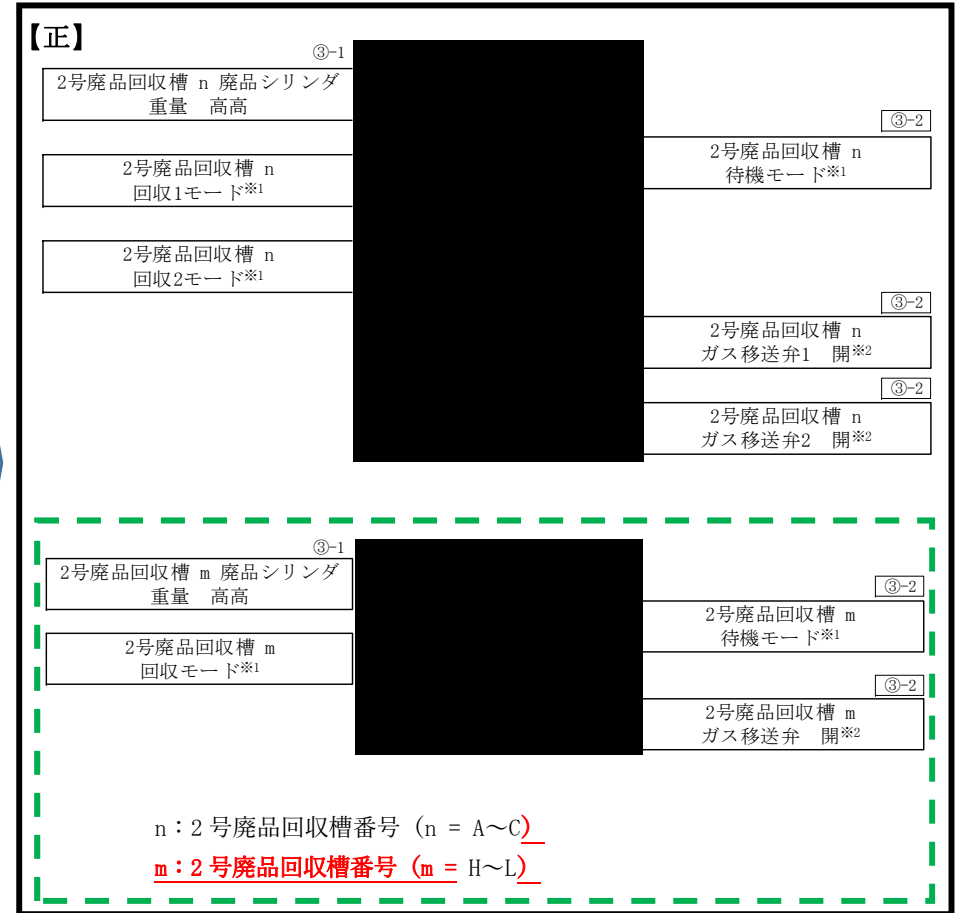 【正】
③-1
2号廃品回収槽 n 廃品シリンダ
重量 高高
③-2
2号廃品回収槽 n
待機モード※1
2号廃品回収槽 n
回収1モード※1
2号廃品回収槽 n
回収2モード※1
③-2
2号廃品回収槽 n
ガス移送弁1 開※2
③-2
2号廃品回収槽 n
ガス移送弁2 開※2
③-1
2号廃品回収槽 m 廃品シリンダ
重量 高高
③-2
2号廃品回収槽 m
待機モード※1
2号廃品回収槽 m
回収モード※1
③-2
2号廃品回収槽 m
ガス移送弁 開※2
n：2 号廃品回収槽番号（n = A～C）
m：2 号廃品回収槽番号（m = H～L）